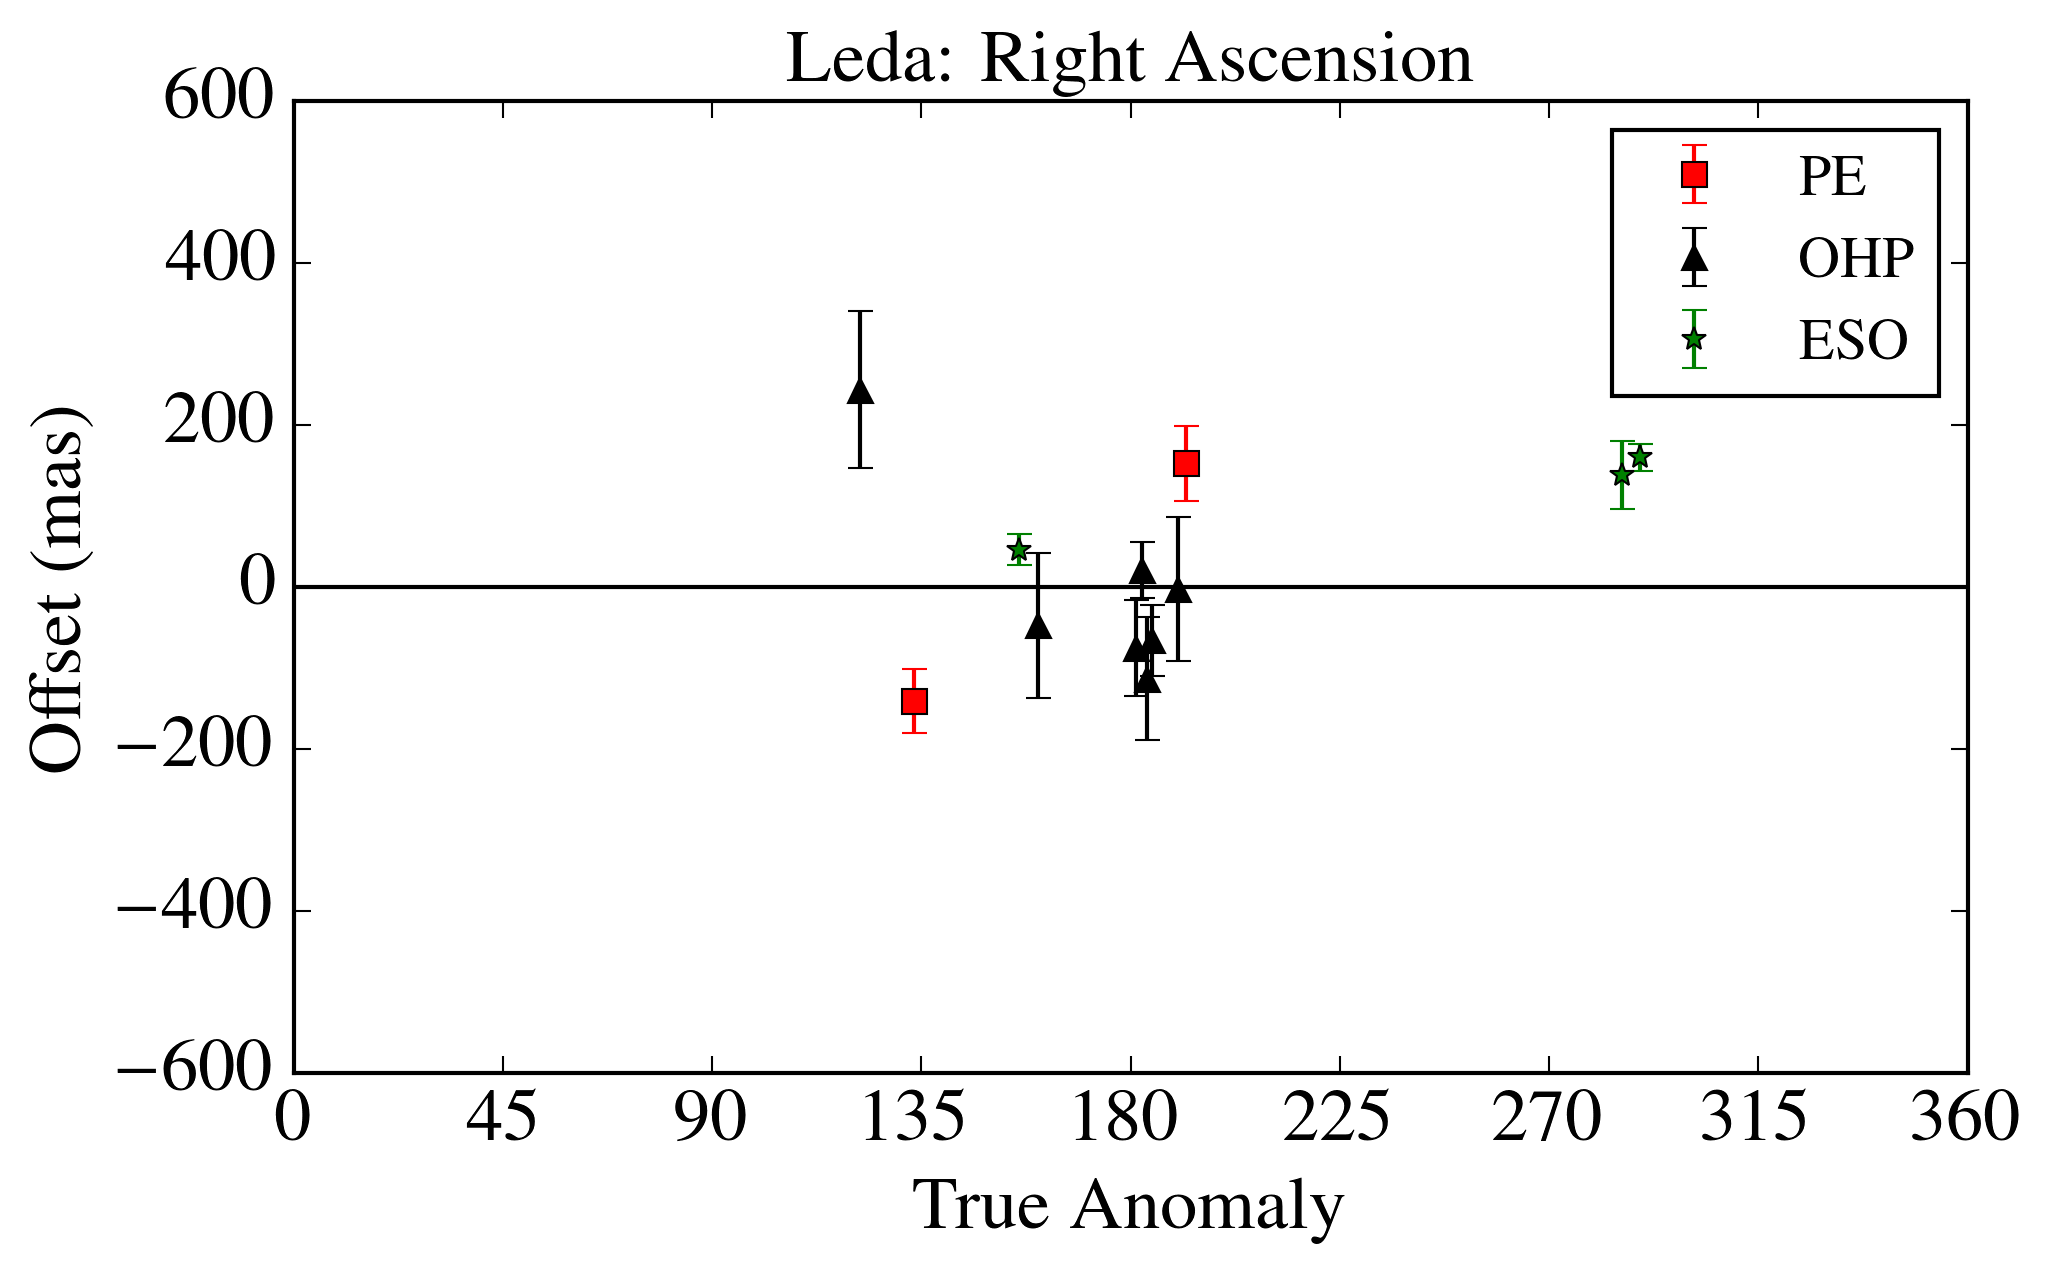 Leda: Right Ascension
600
400
200
0
−200
−400
−600
Offset (mas)
0 45 90 135 180 225 270 315 360
True Anomaly
PE
OHP
ESO